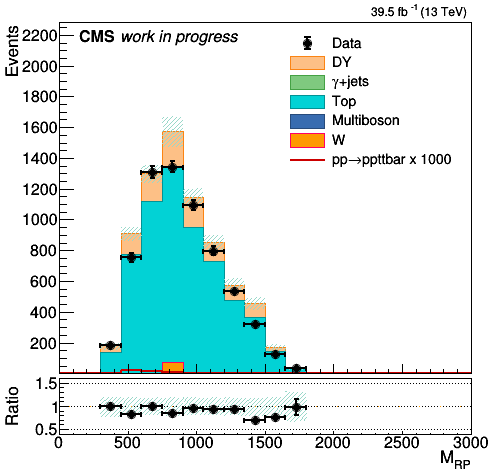 39.5 fb⁻¹ (13 TeV)
CMS work in progress
Events
2200
2000
1800
1600
1400
1200
1000
800
600
400
200
Data
DY
γ+jets
Top
Multiboson
W
pp→ppttbar x 1000
Ratio
1.5
1
0.5
0 500 1000 1500 2000 2500 3000
M_RP